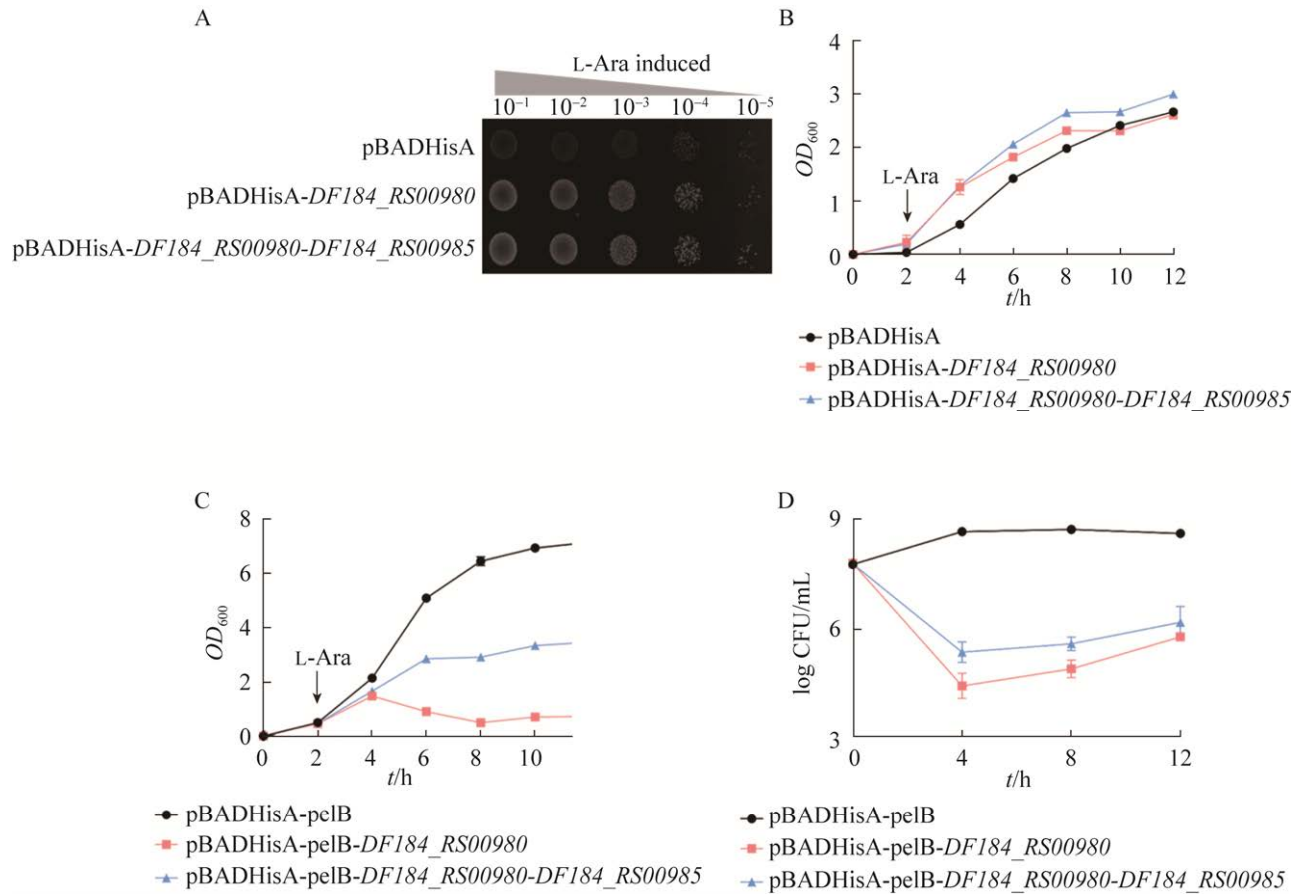 A
L-Ara induced
10⁻¹ 10⁻² 10⁻³ 10⁻⁴ 10⁻⁵
pBADHisA
pBADHisA-DF184_RS00980
pBADHisA-DF184_RS00980-DF184_RS00985
B
4
3
2
1
0
OD₆₀₀
L-Ara
0 2 4 6 8 10 12
t/h
pBADHisA
pBADHisA-DF184_RS00980
pBADHisA-DF184_RS00980-DF184_RS00985
C
8
6
4
2
0
OD₆₀₀
L-Ara
0 2 4 6 8 10
t/h
pBADHisA-pelB
pBADHisA-pelB-DF184_RS00980
pBADHisA-pelB-DF184_RS00980-DF184_RS00985
D
9
6
3
log CFU/mL
0 4 8 12
t/h
pBADHisA-pelB
pBADHisA-pelB-DF184_RS00980
pBADHisA-pelB-DF184_RS00980-DF184_RS00985